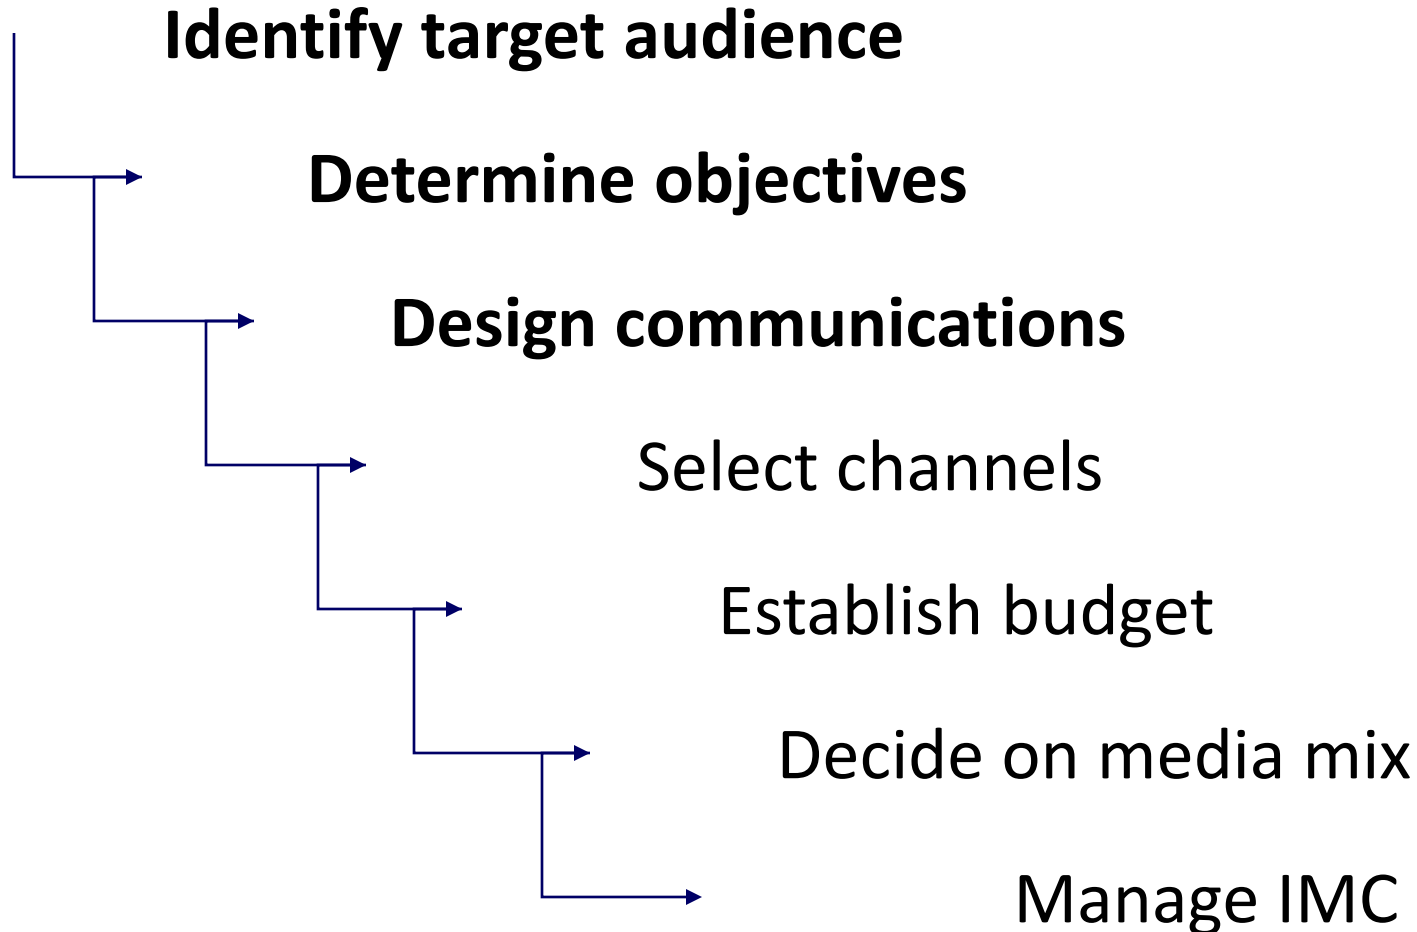 Identify target audience
Determine objectives
Design communications
Select channels
Establish budget
Decide on media mix
Manage IMC